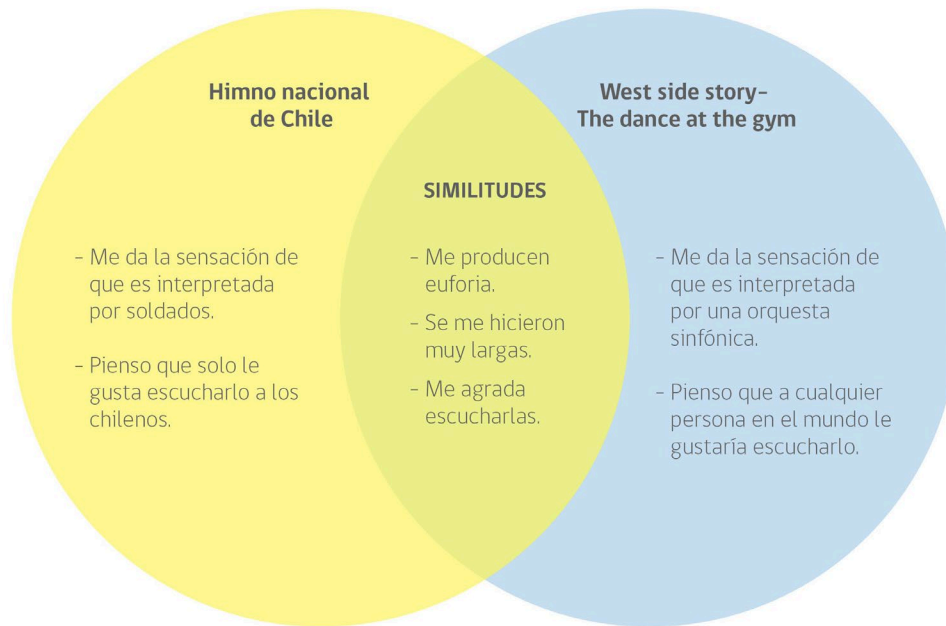 Himno nacional
de Chile
- Me da la sensación de
que es interpretada
por soldados.
- Pienso que solo le
gusta escucharlo a los
chilenos.
SIMILITUDES
- Me producen
euforia.
- Se me hicieron
muy largas.
- Me agrada
escucharlas.
West side story-
The dance at the gym
- Me da la sensación de
que es interpretada
por una orquesta
sinfónica.
- Pienso que a cualquier
persona en el mundo le
gustaría escucharlo.